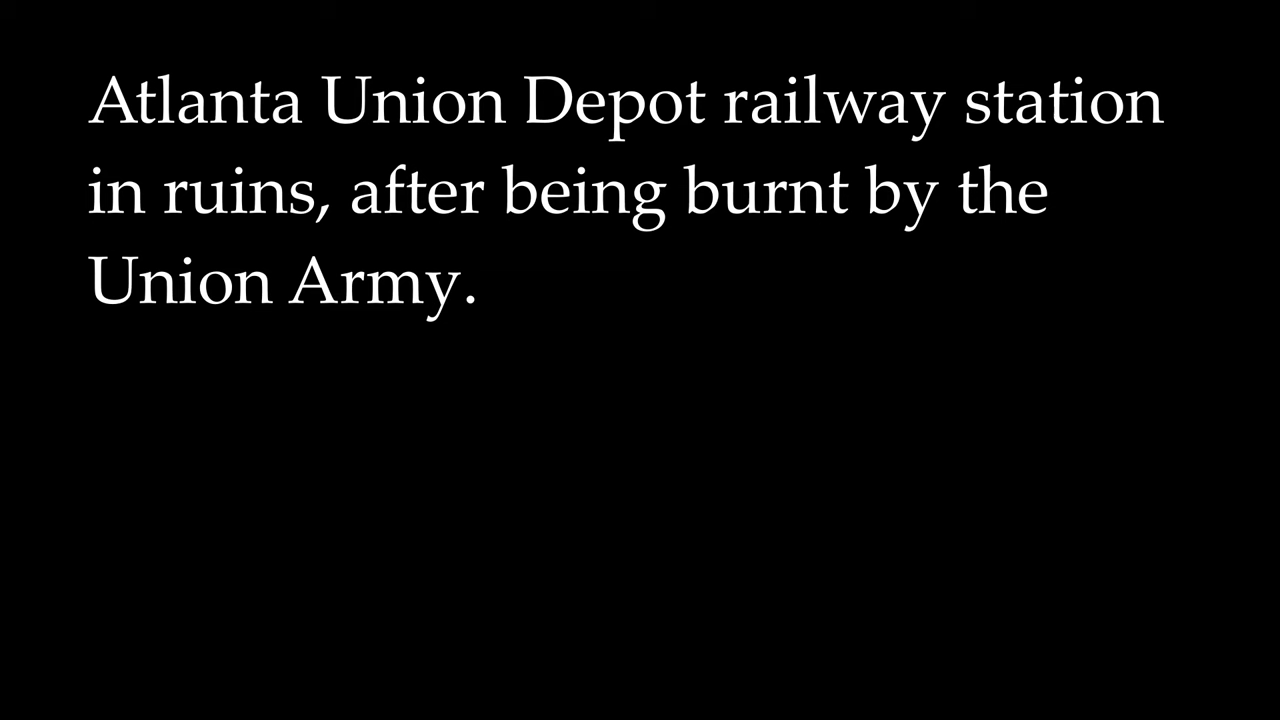 Atlanta Union Depot railway station
in ruins, after being burnt by the
Union Army.